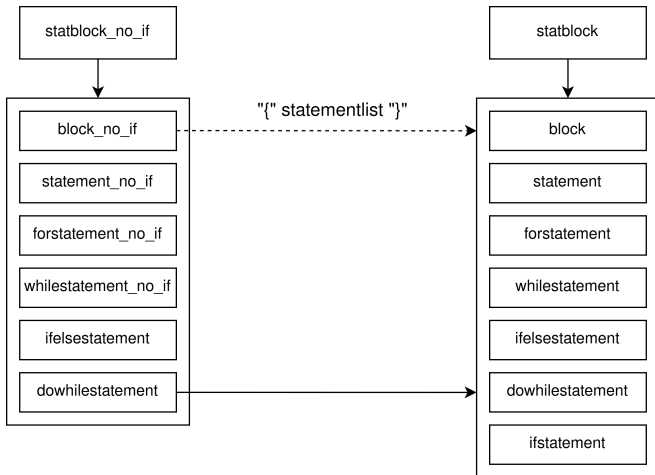 statblock_no_if
statblock
"{" statementlist "}"
block_no_if
statement_no_if
forstatement_no_if
whilestatement_no_if
ifelsestatement
dowhilestatement
block
statement
forstatement
whilestatement
ifelsestatement
dowhilestatement
ifstatement